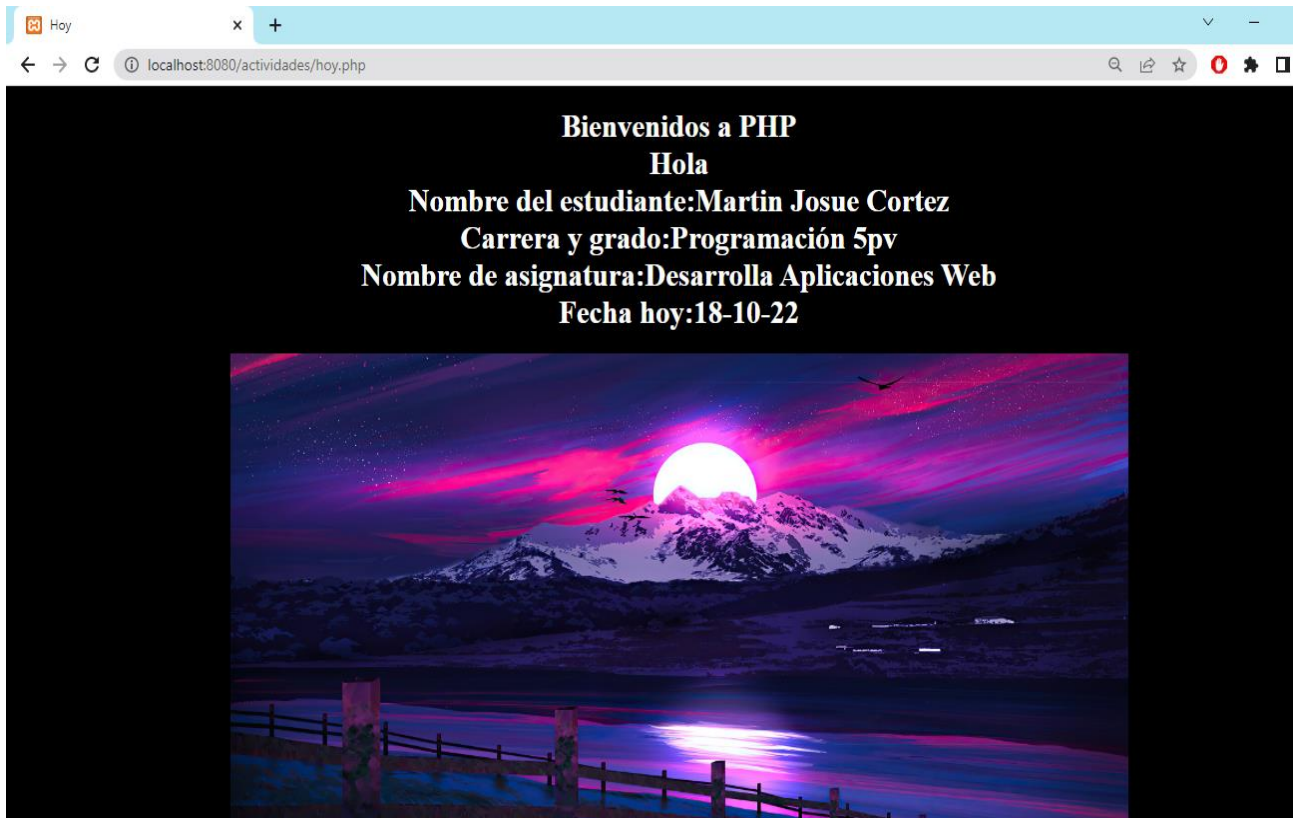 Hoy
localhost:8080/actividades/hoy.php
Bienvenidos a PHP
Hola
Nombre del estudiante:Martin Josue Cortez
Carrera y grado:Programación 5pv
Nombre de asignatura:Desarrolla Aplicaciones Web
Fecha hoy:18-10-22